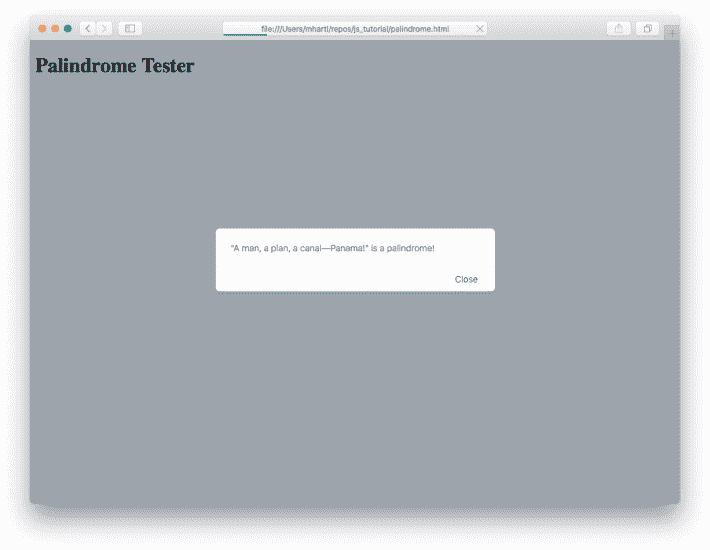 file:///Users/mhartl/repos/js_tutorial/palindrome.html
Palindrome Tester
"A man, a plan, a canal—Panama!" is a palindrome!
Close